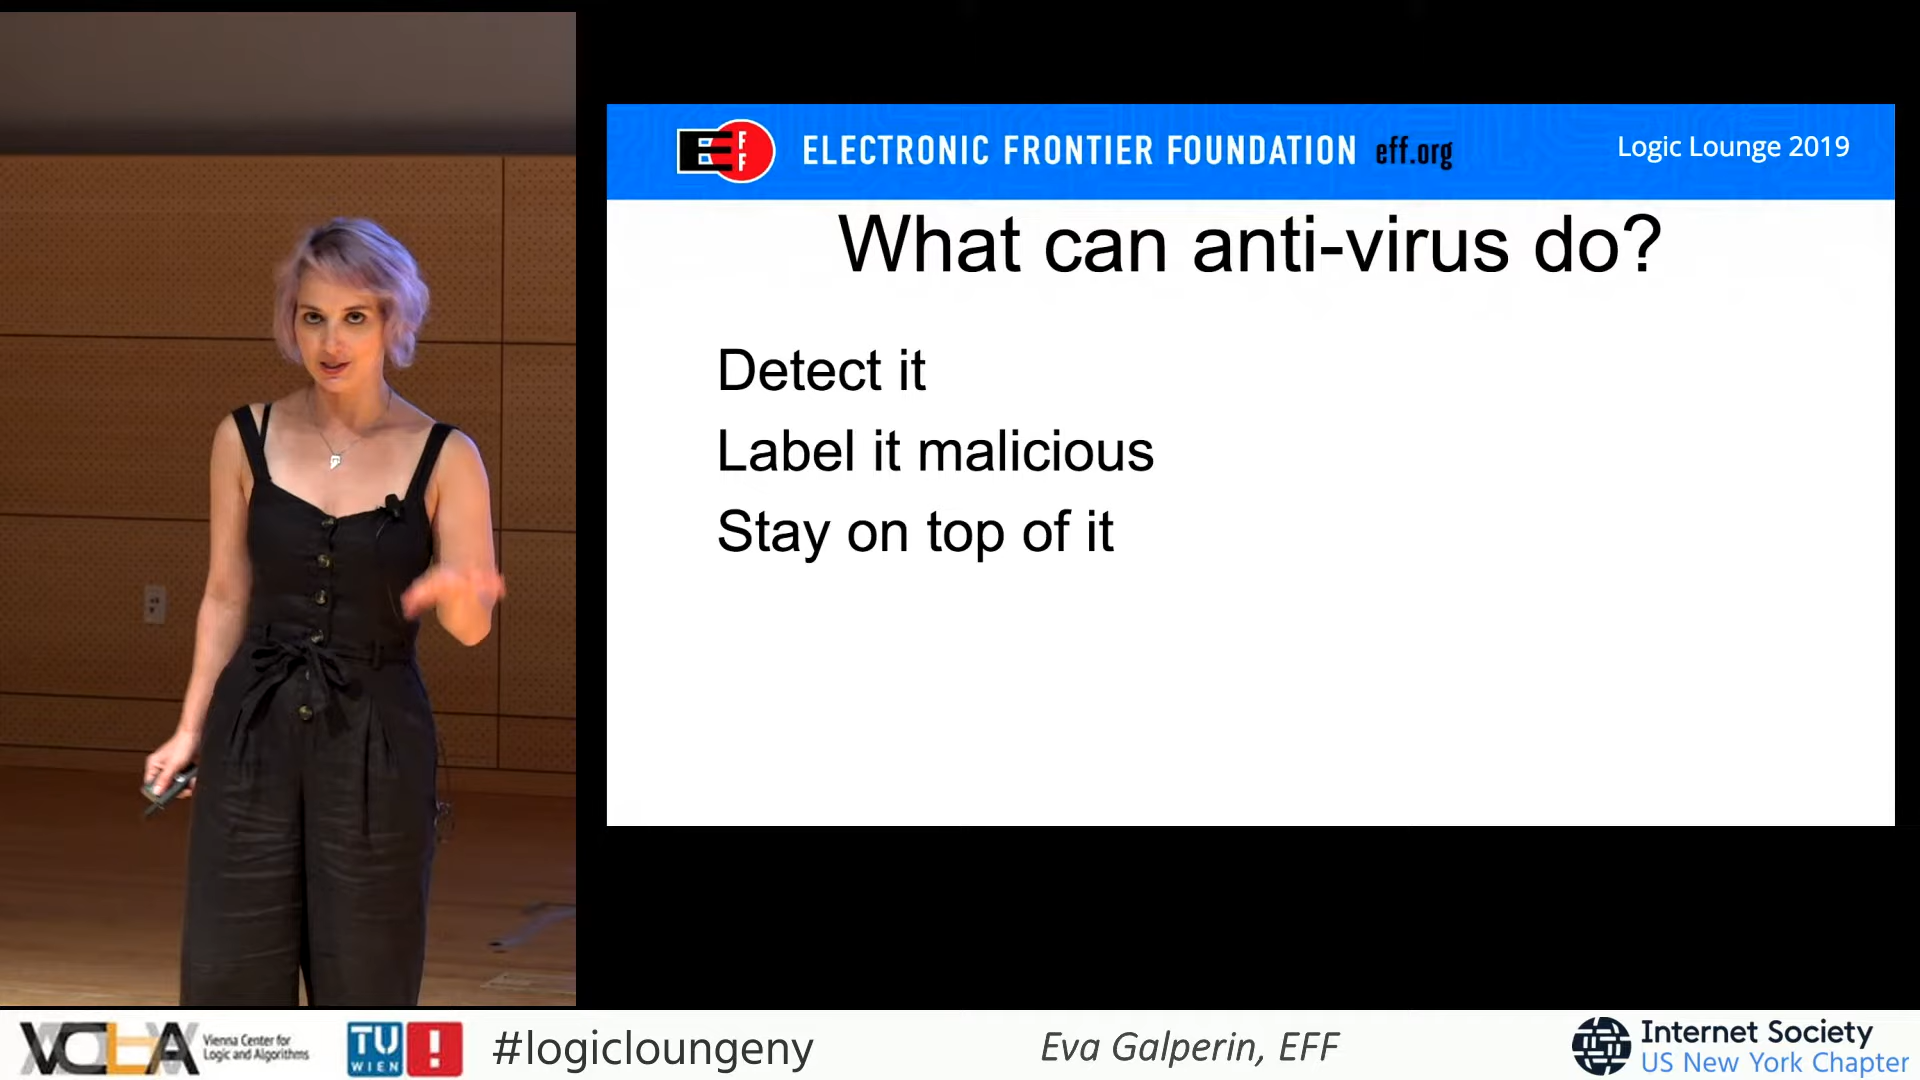 EFF ELECTRONIC FRONTIER FOUNDATION eff.org
Logic Lounge 2019
What can anti-virus do?
Detect it
Label it malicious
Stay on top of it
VCLA Vienna Center for
Logic and Algorithms
TU
WIEN
#logicloungeny
Eva Galperin, EFF
Internet Society
US New York Chapter